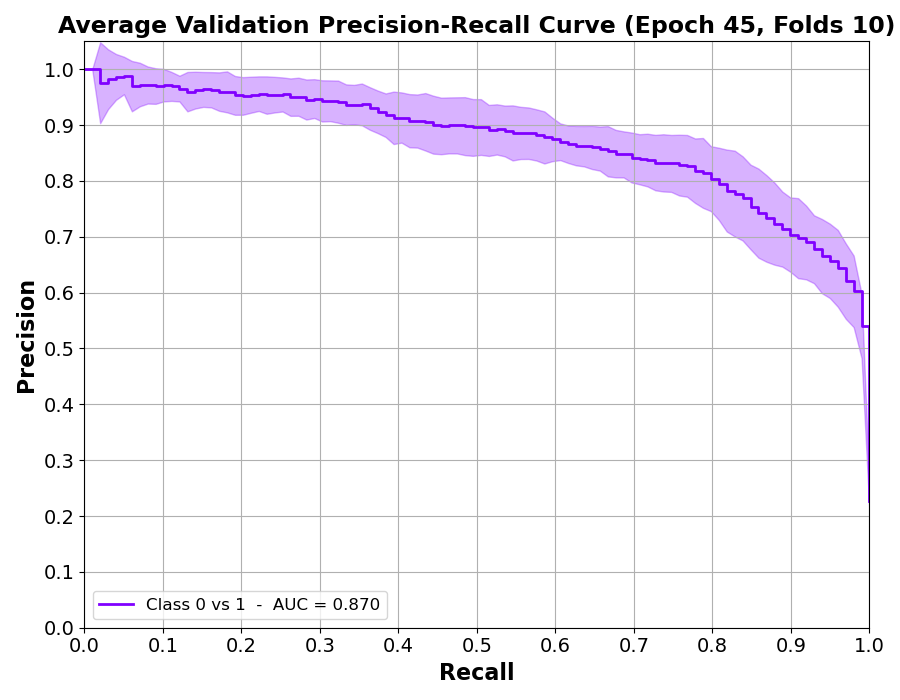 Average Validation Precision-Recall Curve (Epoch 45, Folds 10)
1.0
0.9
0.8
0.7
0.6
0.5
0.4
0.3
0.2
0.1
0.0
Precision
Class 0 vs 1 - AUC = 0.870
0.0 0.1 0.2 0.3 0.4 0.5 0.6 0.7 0.8 0.9 1.0
Recall